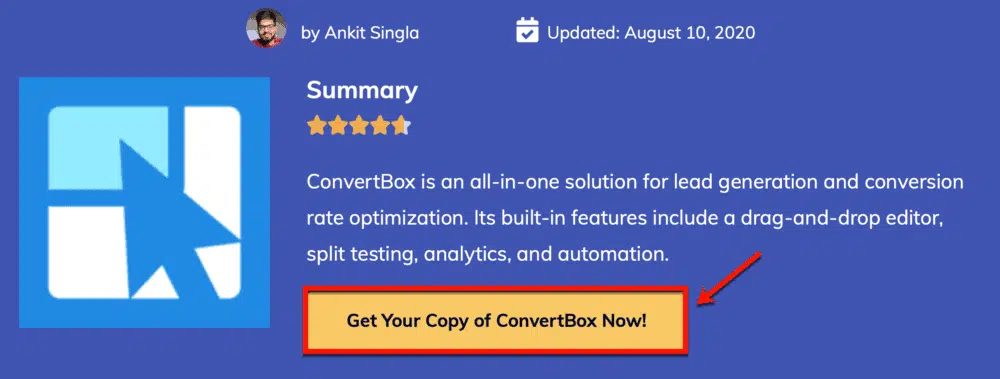 by Ankit Singla
Updated: August 10, 2020
Summary
ConvertBox is an all-in-one solution for lead generation and conversion
rate optimization. Its built-in features include a drag-and-drop editor,
split testing, analytics, and automation.
Get Your Copy of ConvertBox Now!